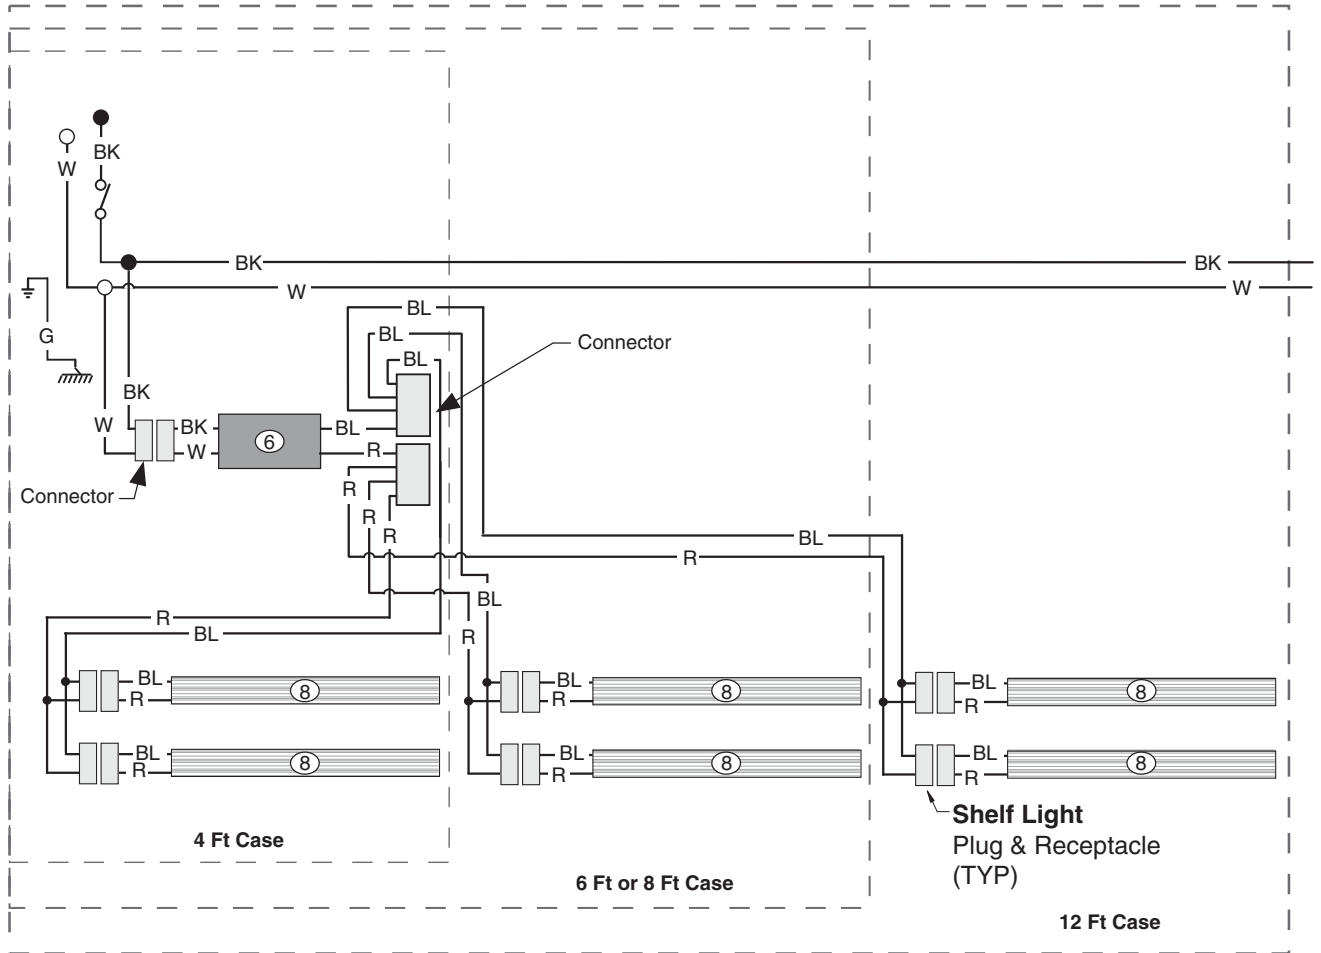 BK
W
BK
BK
W
W
BL
BL
Connector
G
BL
BK
W
BK
6
BL
W
R
Connector
R
R
R
BL
R
BL
R
R
BL
BL
R
8
BL
R
8
BL
R
8
BL
R
8
BL
R
8
BL
R
8
Shelf Light
Plug & Receptacle
(TYP)
4 Ft Case
6 Ft or 8 Ft Case
12 Ft Case